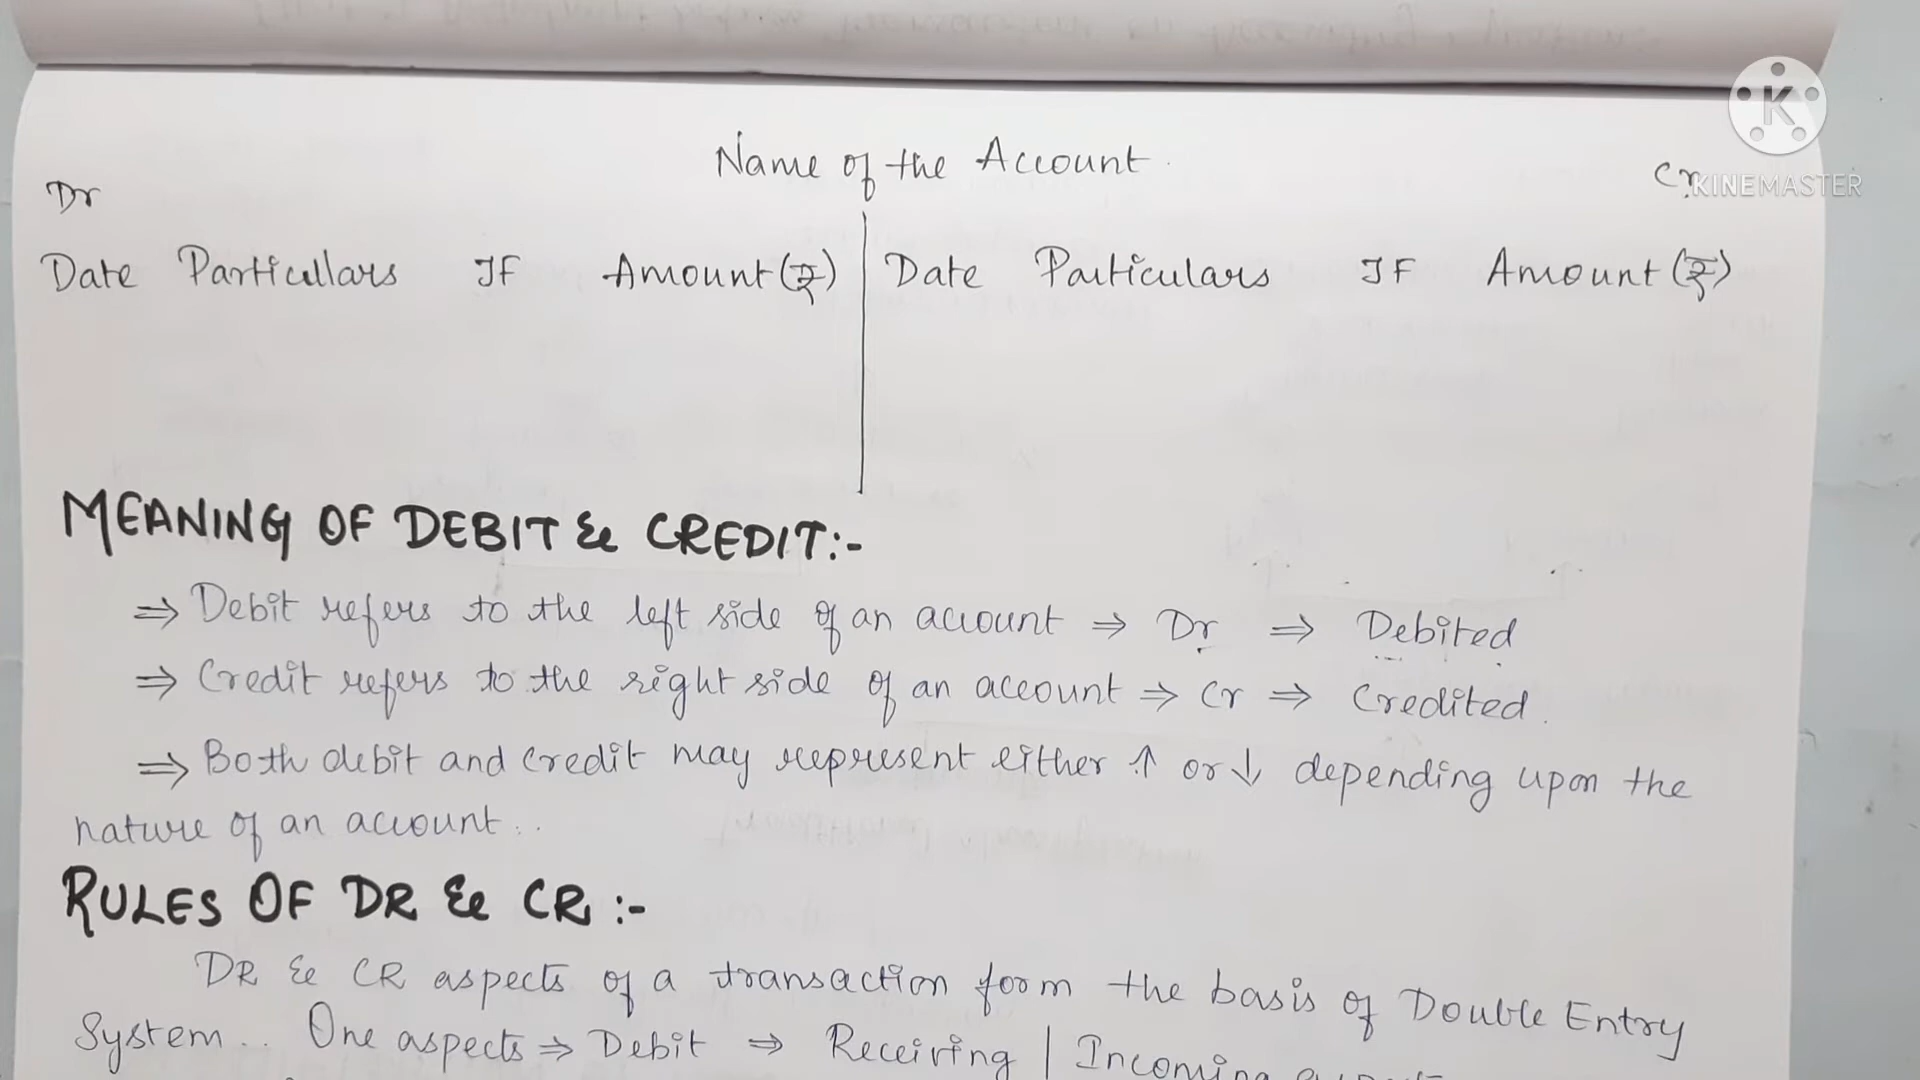 Name of the Account
Dr Cr
Date Particullars JF Amount (₹) Date Particulars JF Amount (₹)
MEANING OF DEBIT & CREDIT:-
⇒ Debit refers to the left side of an account ⇒ Dr ⇒ Debited
⇒ Credit refers to the right side of an account ⇒ Cr ⇒ Credited.
⇒ Both debit and credit may represent either ↑ or ↓ depending upon the
nature of an account..
RULES OF DR & CR :-
DR & CR aspects of a transaction form the basis of Double Entry
System.. One aspects ⇒ Debit ⇒ Receiving | Incoming
K
KINEMASTER